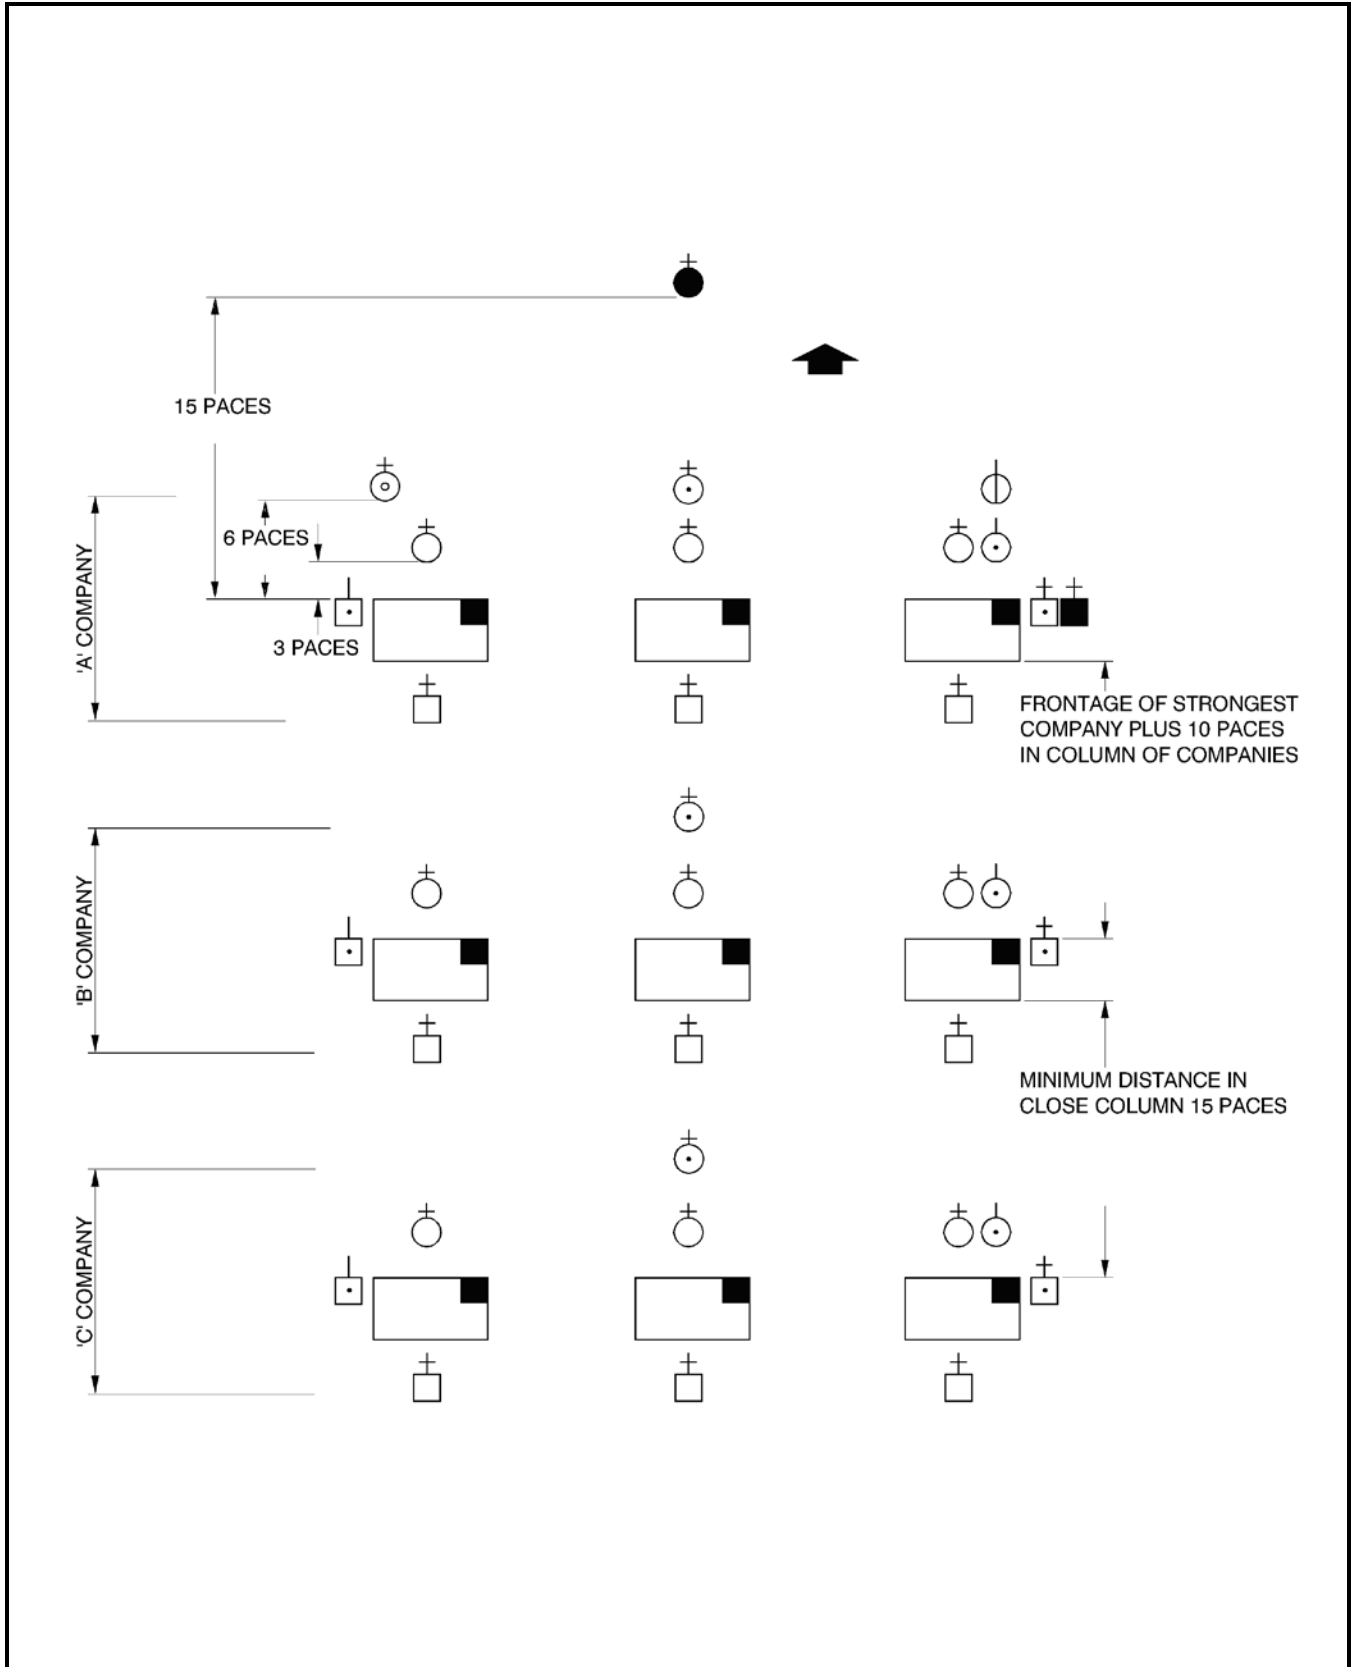 15 PACES
6 PACES
'A' COMPANY
3 PACES
FRONTAGE OF STRONGEST
COMPANY PLUS 10 PACES
IN COLUMN OF COMPANIES
'B' COMPANY
MINIMUM DISTANCE IN
CLOSE COLUMN 15 PACES
'C' COMPANY